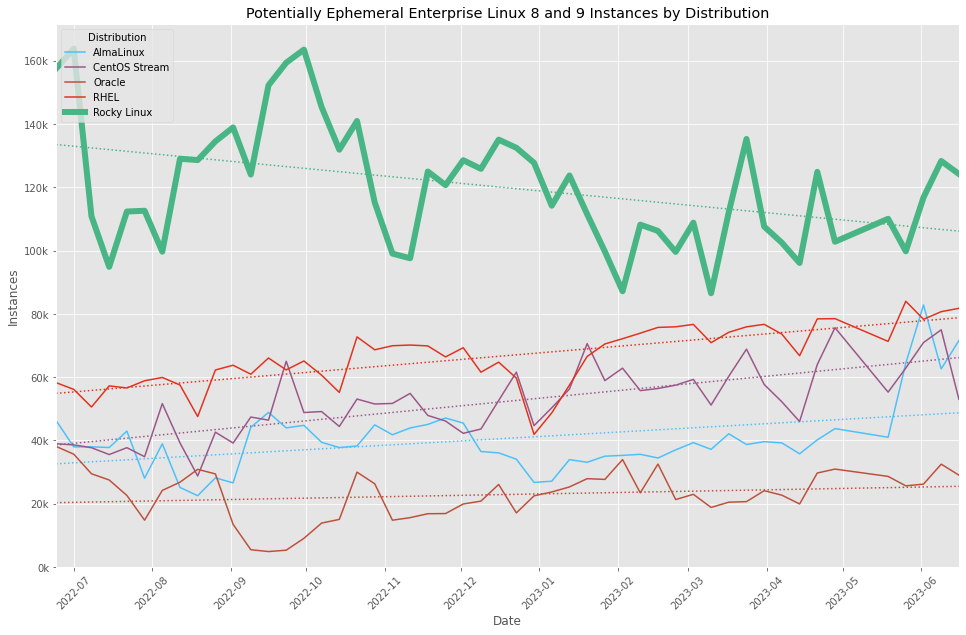 Potentially Ephemeral Enterprise Linux 8 and 9 Instances by Distribution
Distribution
AlmaLinux
CentOS Stream
Oracle
RHEL
Rocky Linux
160k
140k
120k
100k
80k
60k
40k
20k
0k
Instances
2022-07
2022-08
2022-09
2022-10
2022-11
2022-12
2023-01
2023-02
2023-03
2023-04
2023-05
2023-06
Date